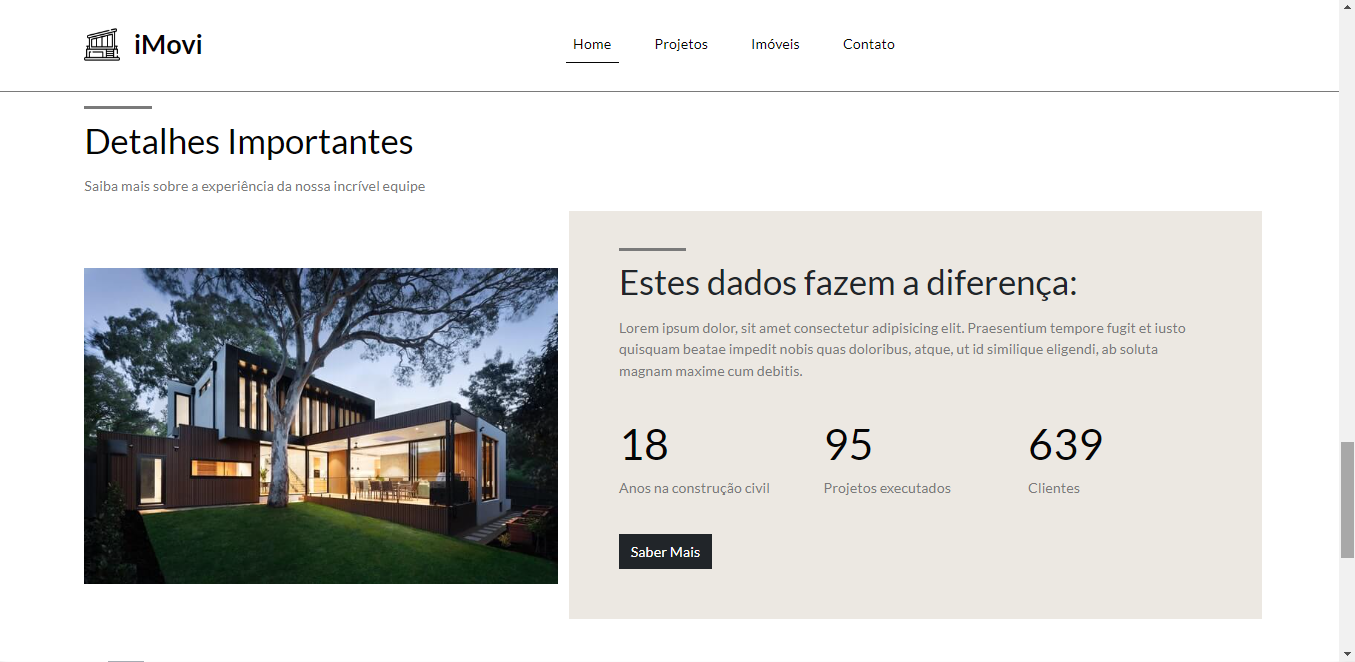 iMovi
Home Projetos Imóveis Contato
Detalhes Importantes
Saiba mais sobre a experiência da nossa incrível equipe
Estes dados fazem a diferença:
Lorem ipsum dolor, sit amet consectetur adipisicing elit. Praesentium tempore fugit et iusto
quisquam beatae impedit nobis quas doloribus, atque, ut id similique eligendi, ab soluta
magnam maxime cum debitis.
18 95 639
Anos na construção civil Projetos executados Clientes
Saber Mais